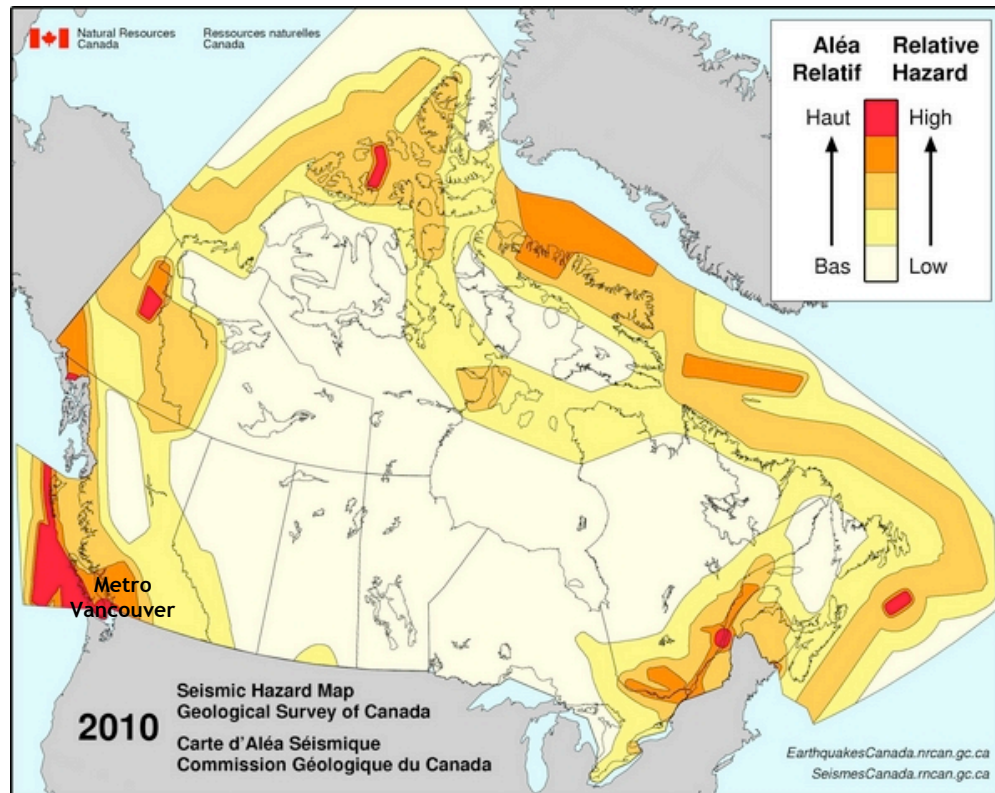 Natural Resources
Canada
Ressources naturelles
Canada
Aléa
Relatif
Relative
Hazard
Haut
High
Bas
Low
Metro
Vancouver
2010
Seismic Hazard Map
Geological Survey of Canada
Carte d'Aléa Séismique
Commission Géologique du Canada
EarthquakesCanada.nrcan.gc.ca
SeismesCanada.rncan.gc.ca